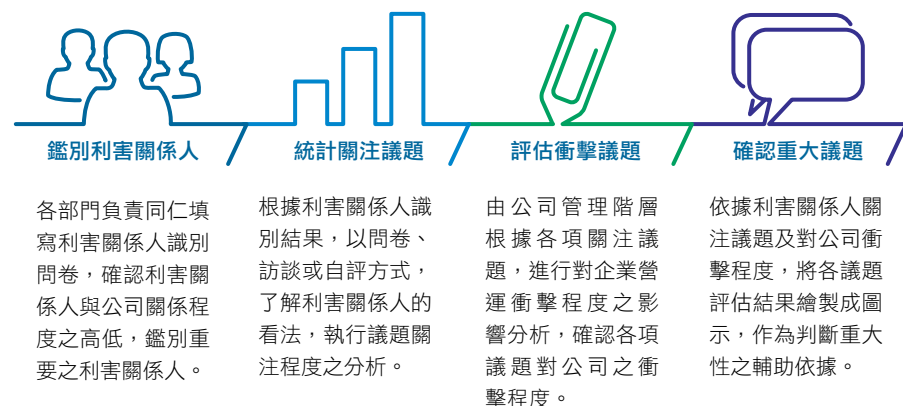 鑑別利害關係人
統計關注議題
評估衝擊議題
確認重大議題
各部門負責同仁填
寫利害關係人識別
問卷，確認利害關
係人與公司關係程
度之高低，鑑別重
要之利害關係人。
根據利害關係人識
別結果，以問卷、
訪談或自評方式，
了解利害關係人的
看法，執行議題關
注程度之分析。
由公司管理階層
根據各項關注議
題，進行對企業營
運衝擊程度之影
響分析，確認各項
議題對公司之衝
擊程度。
依據利害關係人關
注議題及對公司衝
擊程度，將各議題
評估結果繪製成圖
示，作為判斷重大
性之輔助依據。